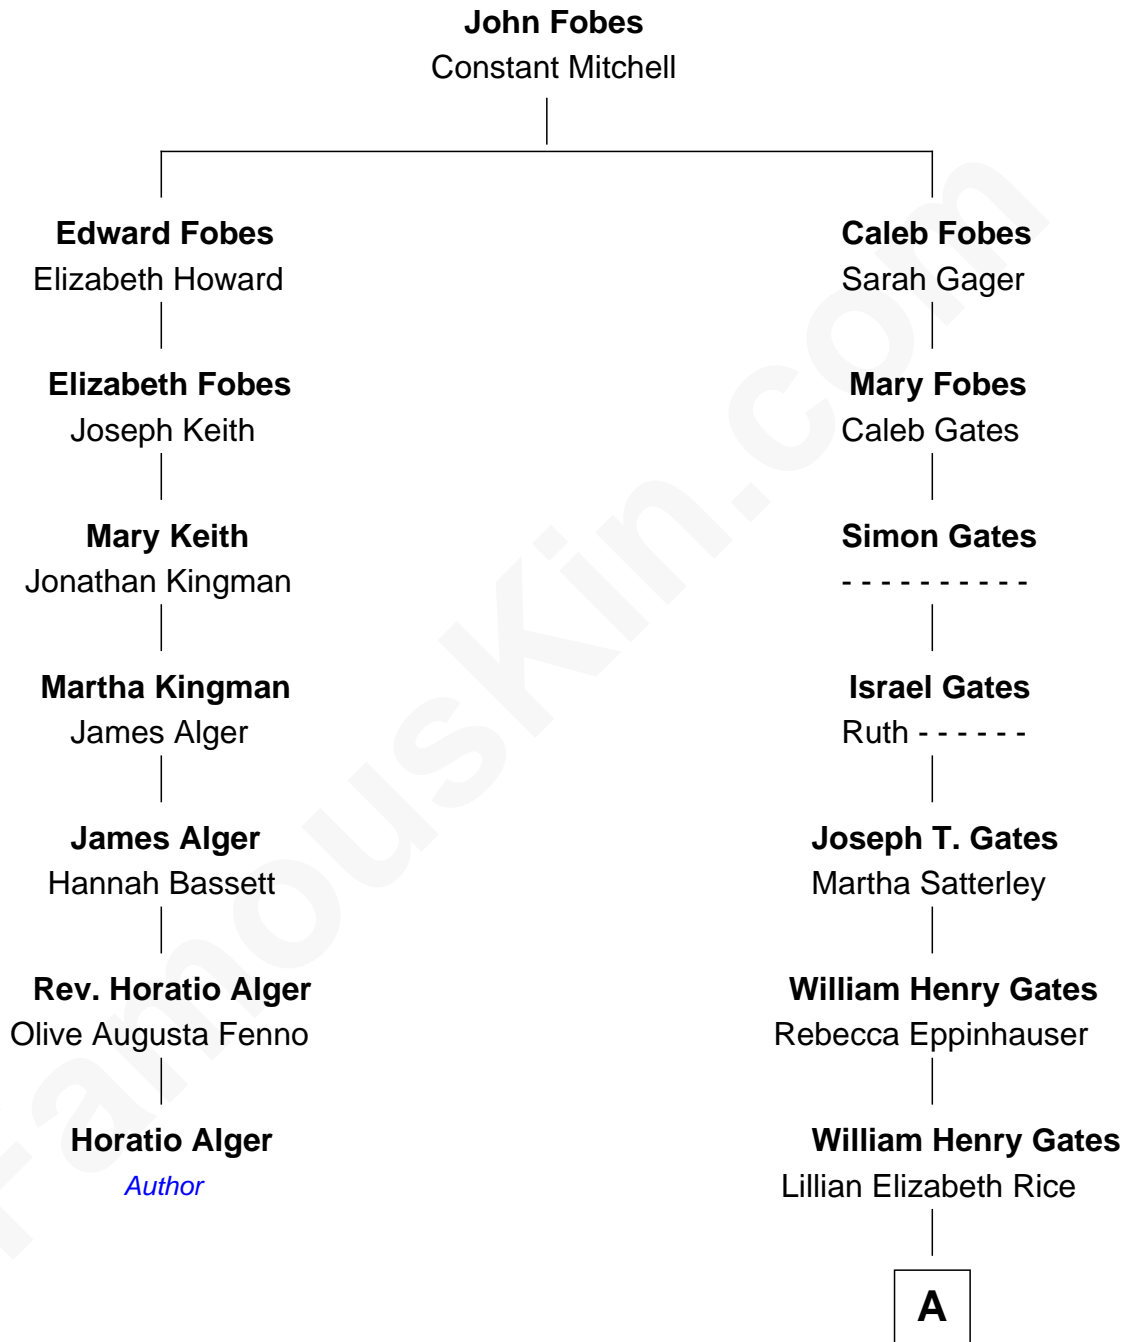 John Fobes
Constant Mitchell
Edward Fobes
Elizabeth Howard
Caleb Fobes
Sarah Gager
Elizabeth Fobes
Joseph Keith
Mary Fobes
Caleb Gates
Mary Keith
Jonathan Kingman
Simon Gates
- - - - - - - - - -
Martha Kingman
James Alger
Israel Gates
Ruth - - - - - -
James Alger
Hannah Bassett
Joseph T. Gates
Martha Satterley
Rev. Horatio Alger
Olive Augusta Fenno
William Henry Gates
Rebecca Eppinhauser
Horatio Alger
Author
William Henry Gates
Lillian Elizabeth Rice
A
FamousKin.com